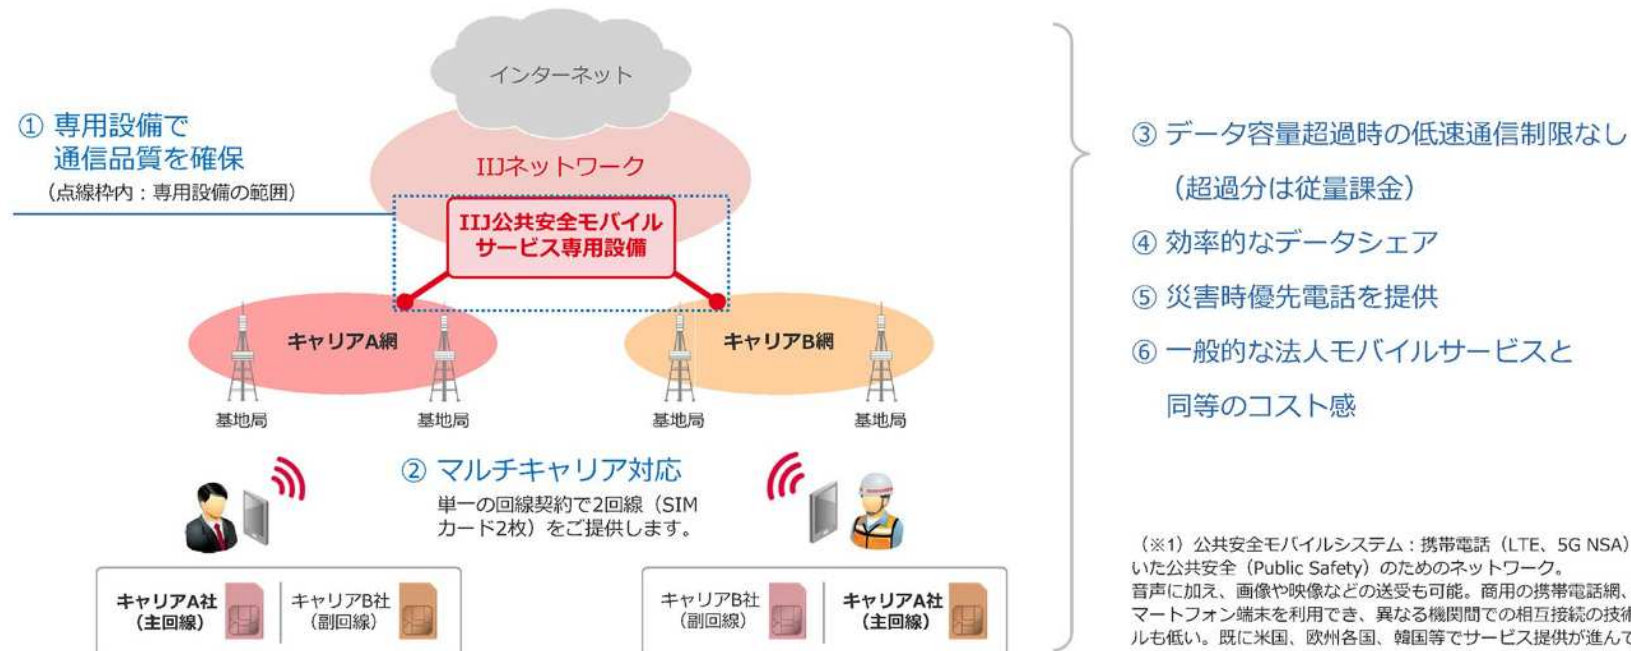 インターネット
① 専用設備で
通信品質を確保
（点線枠内：専用設備の範囲）
IIJネットワーク
IIJ公共安全モバイル
サービス専用設備
キャリアA網
キャリアB網
基地局
基地局
基地局
基地局
② マルチキャリア対応
単一の回線契約で2回線（SIM
カード2枚）をご提供します。
キャリアA社
（主回線）
キャリアB社
（副回線）
キャリアB社
（副回線）
キャリアA社
（主回線）
③ データ容量超過時の低速通信制限なし
（超過分は従量課金）
④ 効率的なデータシェア
⑤ 災害時優先電話を提供
⑥ 一般的な法人モバイルサービスと
同等のコスト感
（※1）公共安全モバイルシステム：携帯電話（LTE、5G NSA）
いた公共安全（Public Safety）のためのネットワーク。
音声に加え、画像や映像などの送受も可能。商用の携帯電話網、
マートフォン端末を利用でき、異なる機関間での相互接続の技術
ルも低い。既に米国、欧州各国、韓国等でサービス提供が進んで